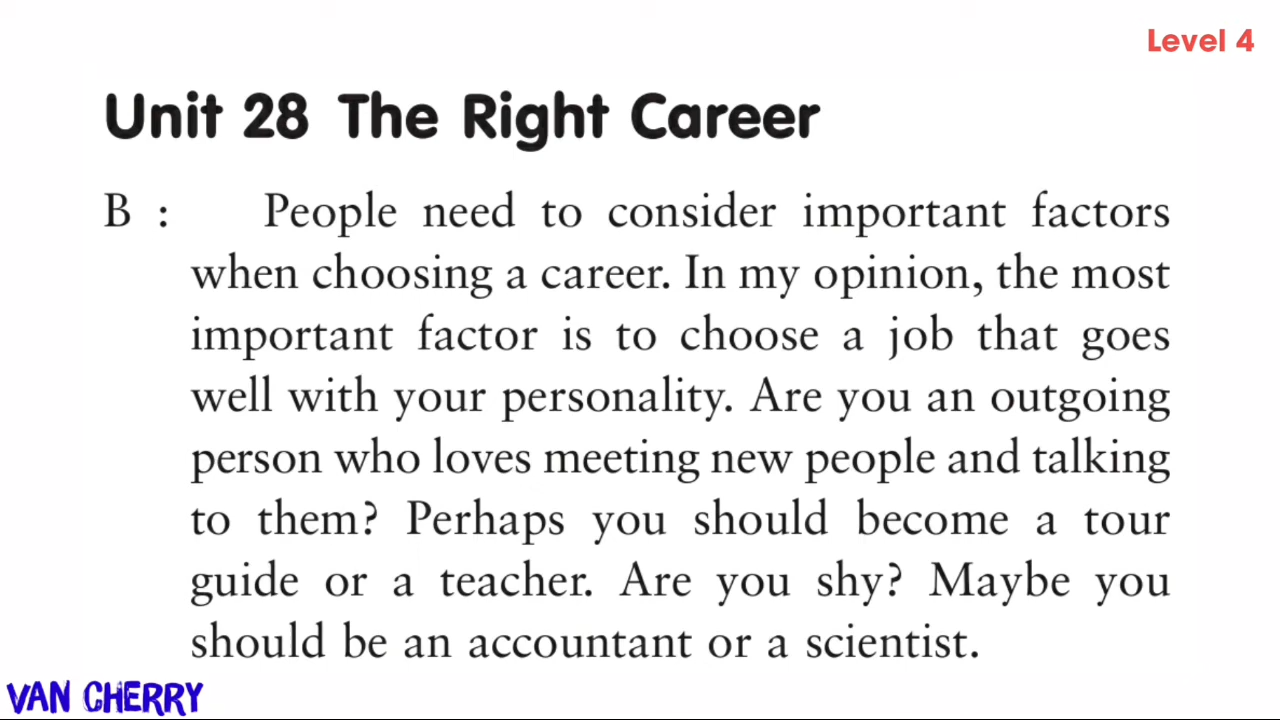 Level 4
Unit 28 The Right Career
B : People need to consider important factors
when choosing a career. In my opinion, the most
important factor is to choose a job that goes
well with your personality. Are you an outgoing
person who loves meeting new people and talking
to them? Perhaps you should become a tour
guide or a teacher. Are you shy? Maybe you
should be an accountant or a scientist.
VAN CHERRY